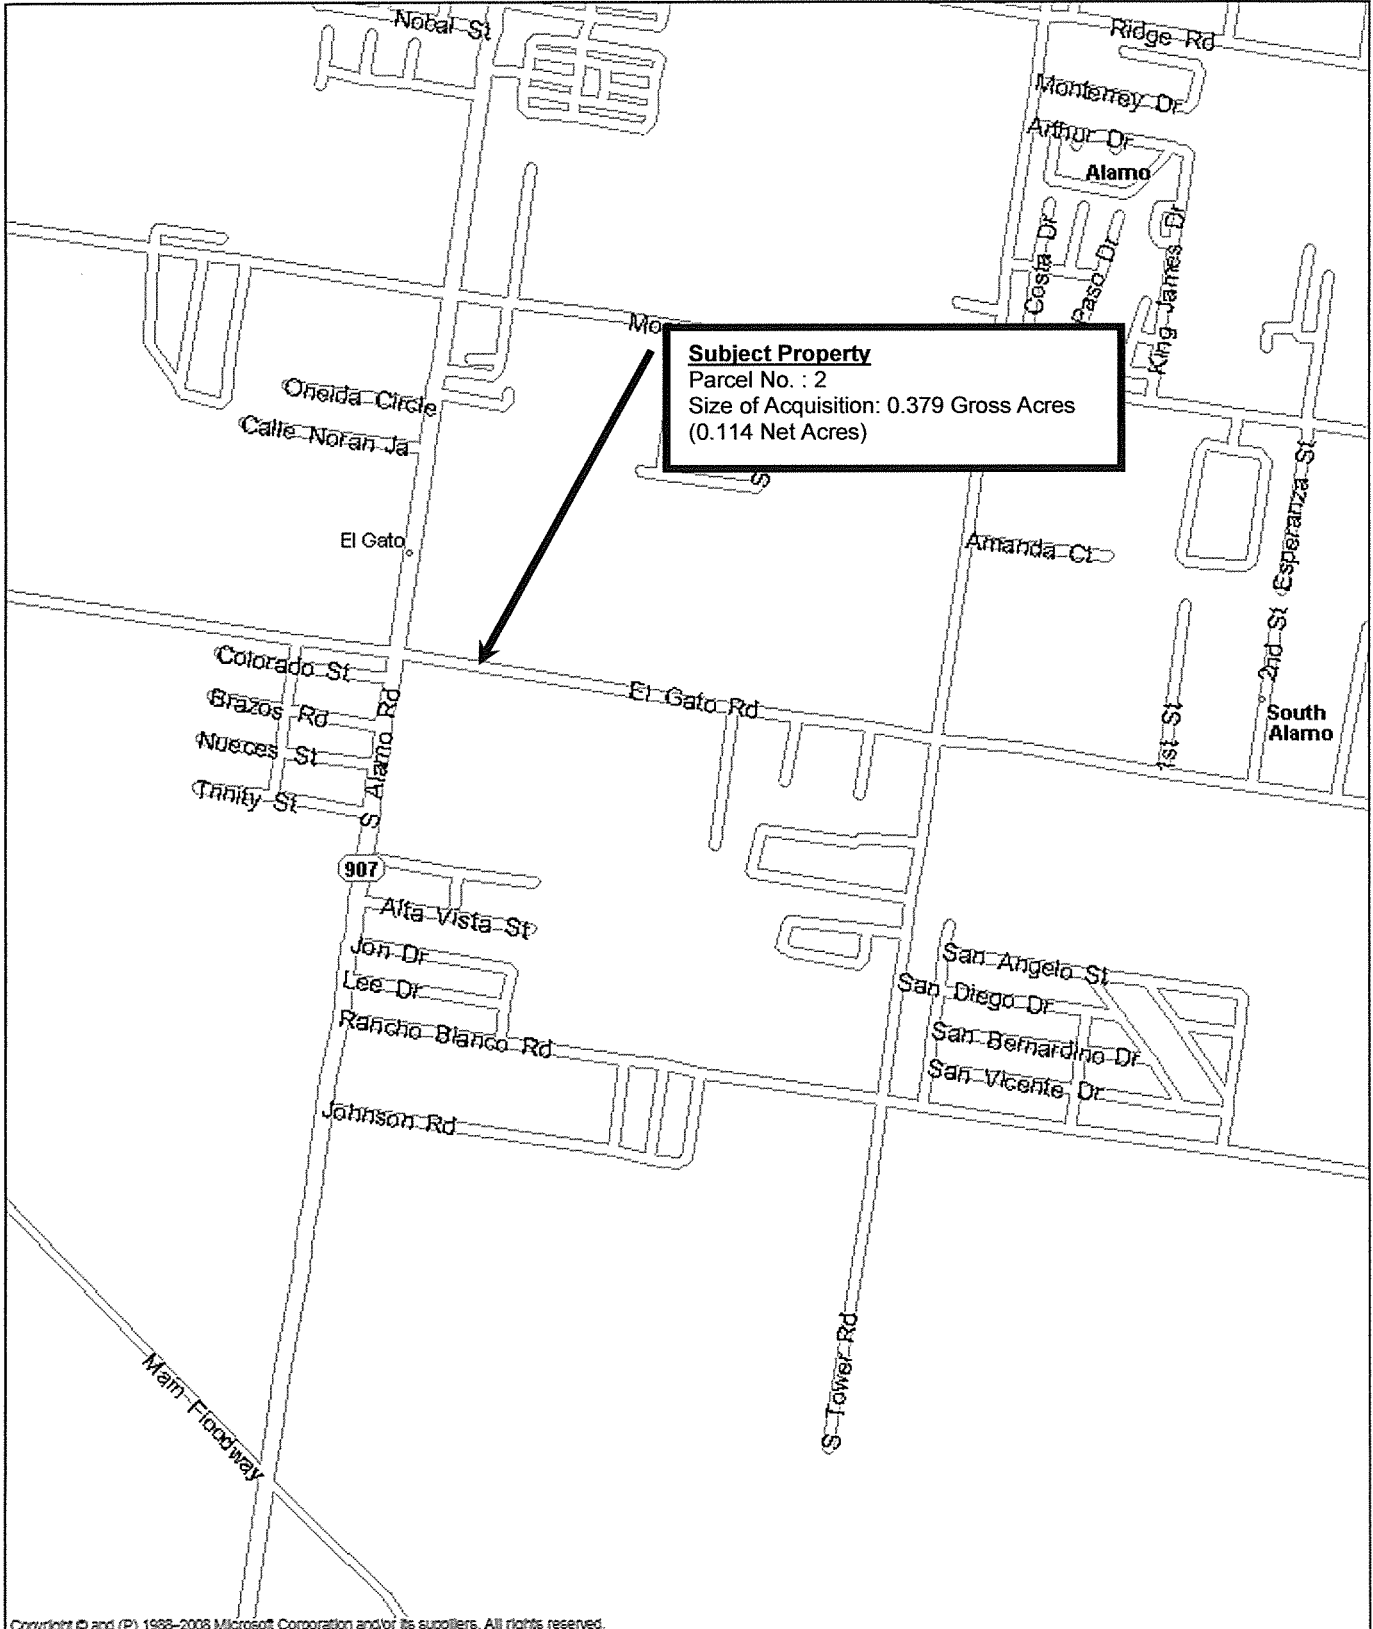 Nobal St
Ridge Rd
Monterrey Dr
Arthur Dr
Alamo
Costa Dr
Paso Dr
King James Dr
Subject Property
Parcel No. : 2
Size of Acquisition: 0.379 Gross Acres
(0.114 Net Acres)
Oneida Circle
Calle Noran Ja
S
El Gato
Amanda Ct
Esperanza St
2nd St
1st St
South
Alamo
Colorado St
Brazos Rd
Nueces St
Trinity St
S Alamo Rd
El Gato Rd
907
Alta Vista St
Jon Dr
Lee Dr
Rancho Blanco Rd
Johnson Rd
San Angelo St
San Diego Dr
San Bernardino Dr
San Vicente Dr
S Tower Rd
Main Floodway
Copyright © and (P) 1988–2008 Microsoft Corporation and/or its suppliers. All rights reserved.